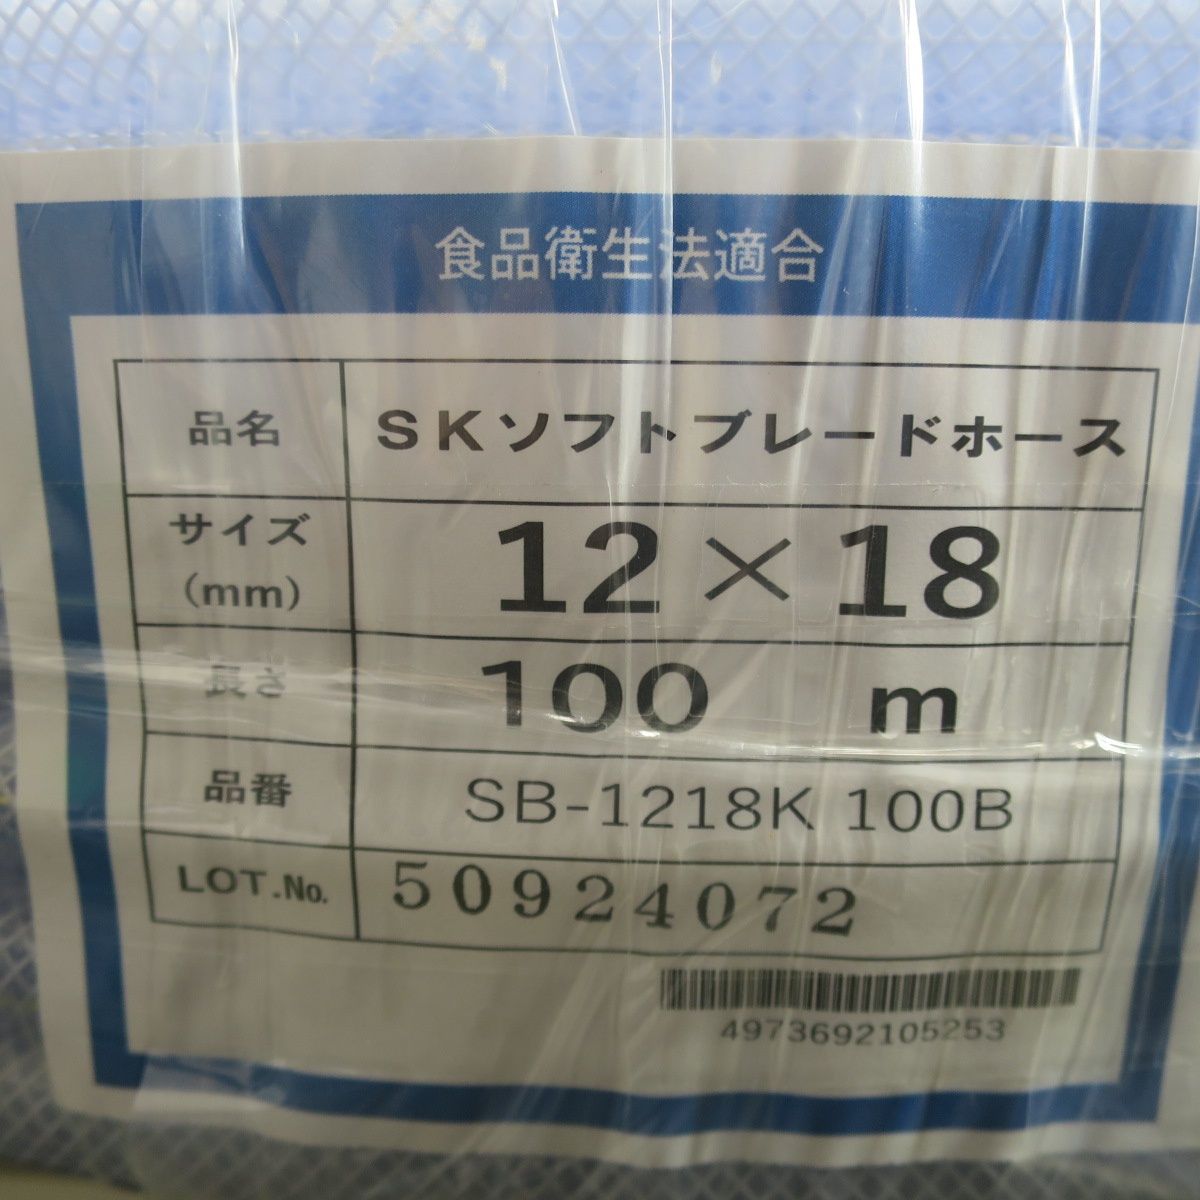 食品衛生法適合
品名 SKソフトブレードホース
サイズ(mm) 12×18
長さ 100 m
品番 SB-1218K 100B
LOT.No. 50924072
4973692105253